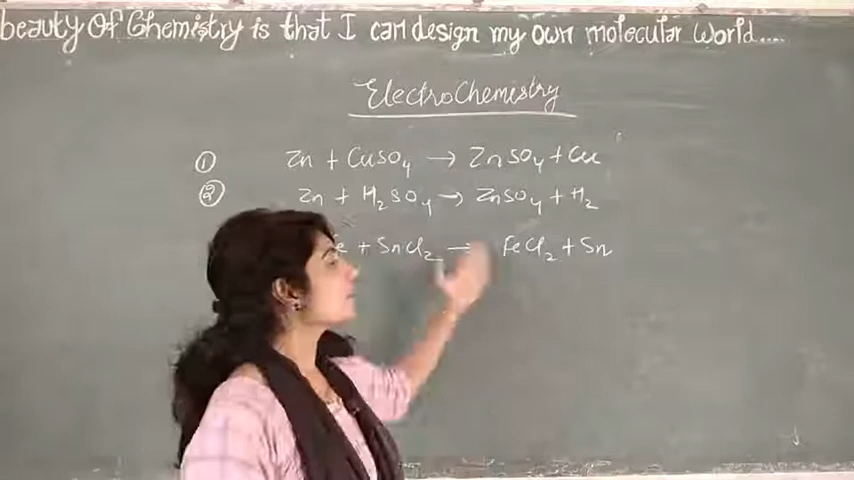 beauty Of Chemistry is that I can design my own molecular World....
ElectroChemistry
① Zn + CuSO₄ → ZnSO₄ + Cu
② Zn + H₂SO₄ → ZnSO₄ + H₂
e + SnCl₂ → FeCl₂ + Sn